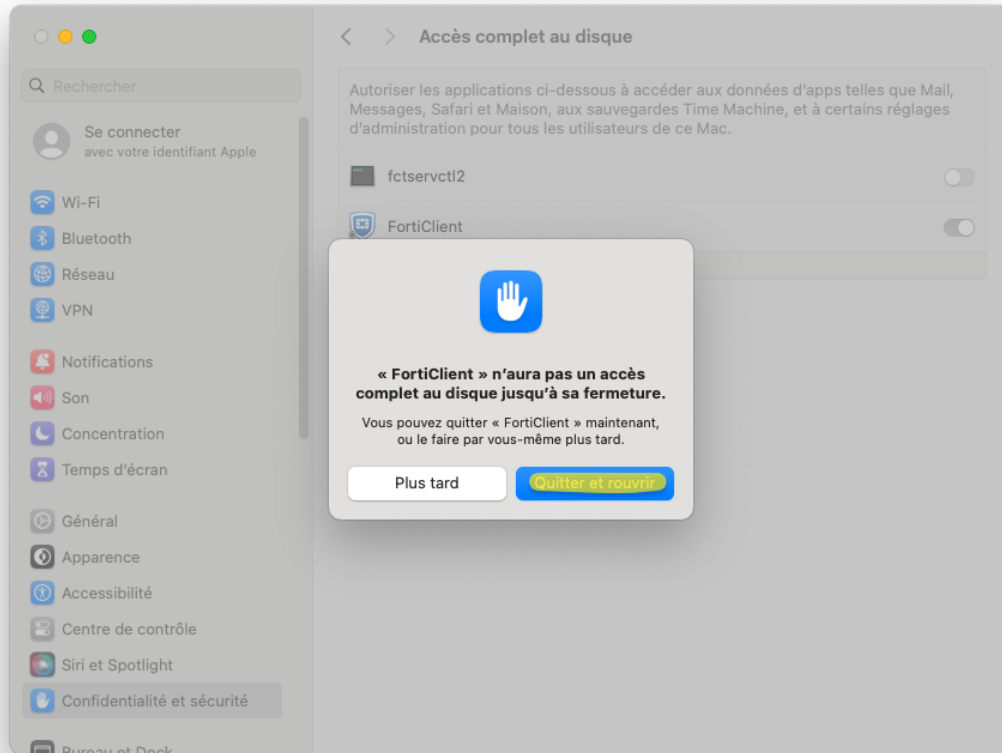 Accès complet au disque
Rechercher
Autoriser les applications ci-dessous à accéder aux données d'apps telles que Mail,
Messages, Safari et Maison, aux sauvegardes Time Machine, et à certains réglages
d'administration pour tous les utilisateurs de ce Mac.
Se connecter
avec votre identifiant Apple
fctservctl2
FortiClient
Wi-Fi
Bluetooth
Réseau
VPN
Notifications
Son
Concentration
Temps d'écran
Général
Apparence
Accessibilité
Centre de contrôle
Siri et Spotlight
Confidentialité et sécurité
Bureau et Dock
« FortiClient » n'aura pas un accès
complet au disque jusqu'à sa fermeture.
Vous pouvez quitter « FortiClient » maintenant,
ou le faire par vous-même plus tard.
Plus tard
Quitter et rouvrir